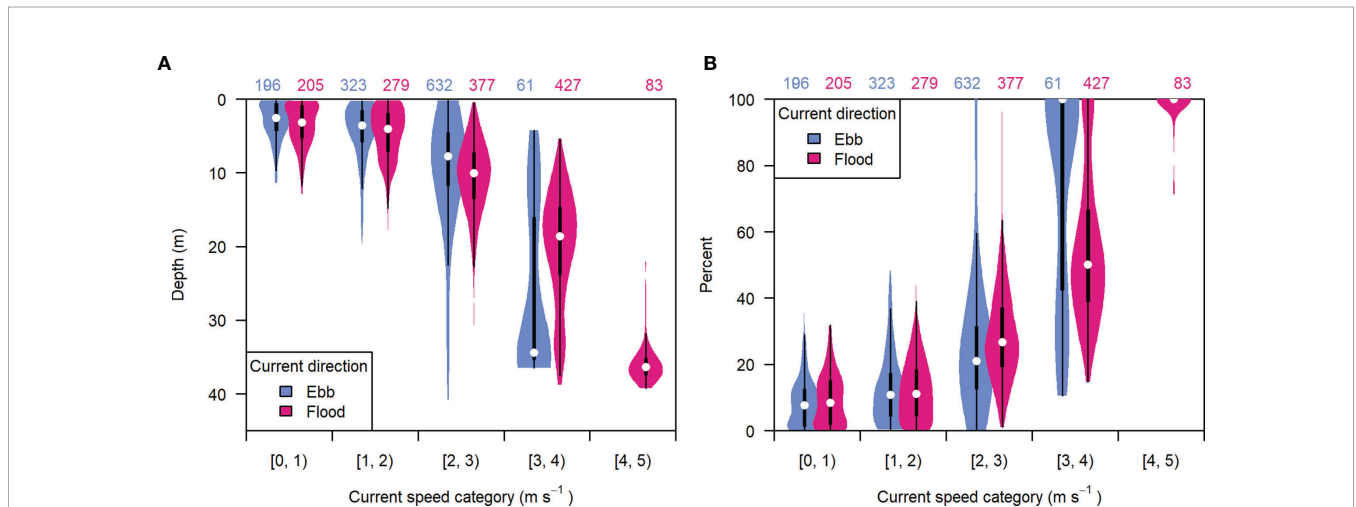 A
196 205 323 279 632 377 61 427 83
0
10
20
30
40
Depth (m)
Current direction
Ebb
Flood
[0, 1) [1, 2) [2, 3) [3, 4) [4, 5)
Current speed category (m s⁻¹)
B
196 205 323 279 632 377 61 427 83
100
80
60
40
20
0
Percent
Current direction
Ebb
Flood
[0, 1) [1, 2) [2, 3) [3, 4) [4, 5)
Current speed category (m s⁻¹)